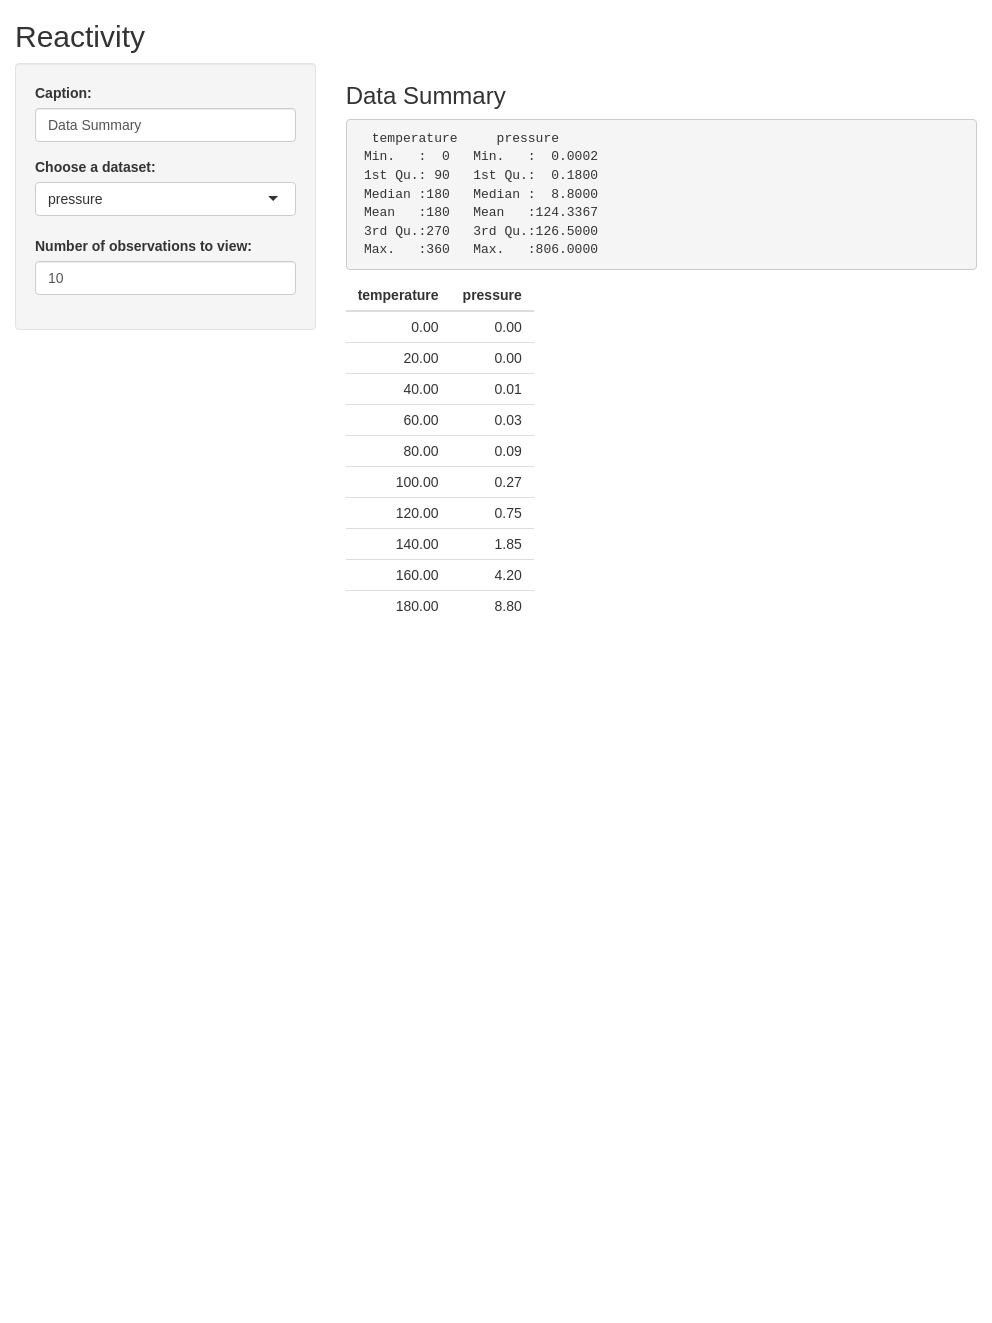 Reactivity
Caption:
Data Summary
Choose a dataset:
pressure
Number of observations to view:
10
Data Summary
temperature     pressure
Min.   :  0   Min.   :  0.0002
1st Qu.: 90   1st Qu.:  0.1800
Median :180   Median :  8.8000
Mean   :180   Mean   :124.3367
3rd Qu.:270   3rd Qu.:126.5000
Max.   :360   Max.   :806.0000
temperature pressure
0.00 0.00
20.00 0.00
40.00 0.01
60.00 0.03
80.00 0.09
100.00 0.27
120.00 0.75
140.00 1.85
160.00 4.20
180.00 8.80